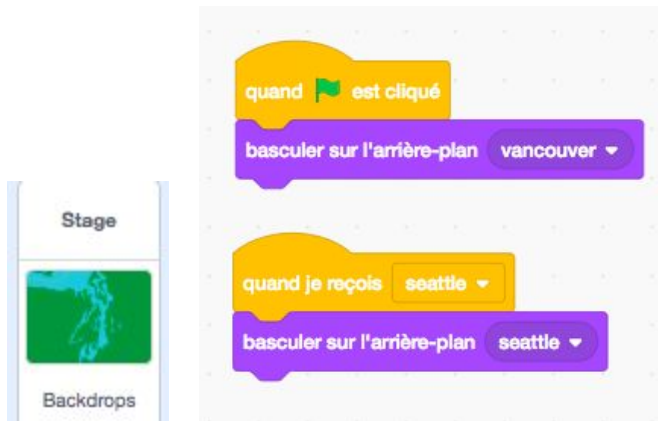 Stage
Backdrops
quand est cliqué
basculer sur l'arrière-plan vancouver
quand je reçois seattle
basculer sur l'arrière-plan seattle